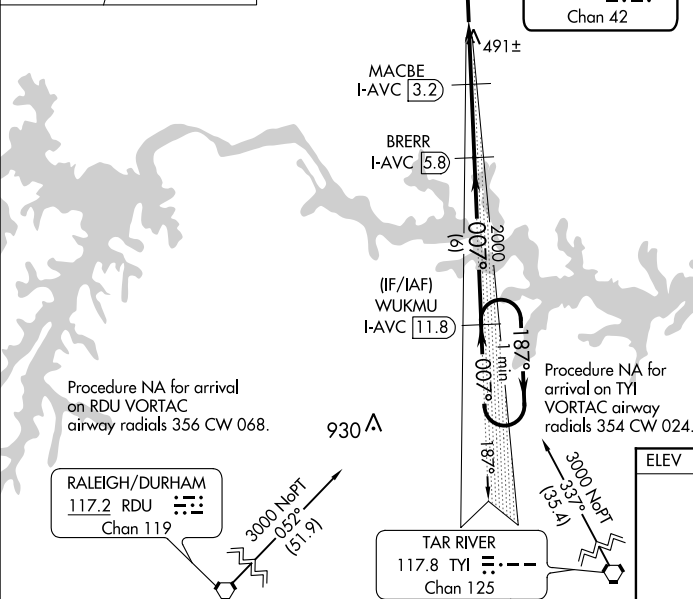 Chan 42
491±
MACBE
I-AVC 3.2
BRERR
I-AVC 5.8
2000
007°
(6)
(IF/IAF)
WUKMU
I-AVC 11.8
187°
1 min
007°
187°
Procedure NA for arrival
on RDU VORTAC
airway radials 356 CW 068.
930
Procedure NA for
arrival on TYI
VORTAC airway
radials 354 CW 024.
RALEIGH/DURHAM
117.2 RDU
Chan 119
3000 NoPT
052°
(51.9)
TAR RIVER
117.8 TYI
Chan 125
3000 NoPT
337°
(35.4)
ELEV